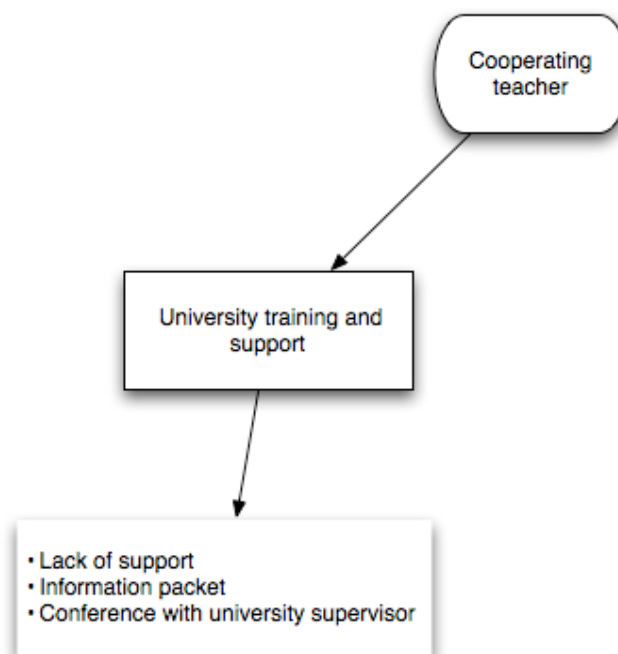 Cooperating
teacher
University training and
support
• Lack of support
• Information packet
• Conference with university supervisor